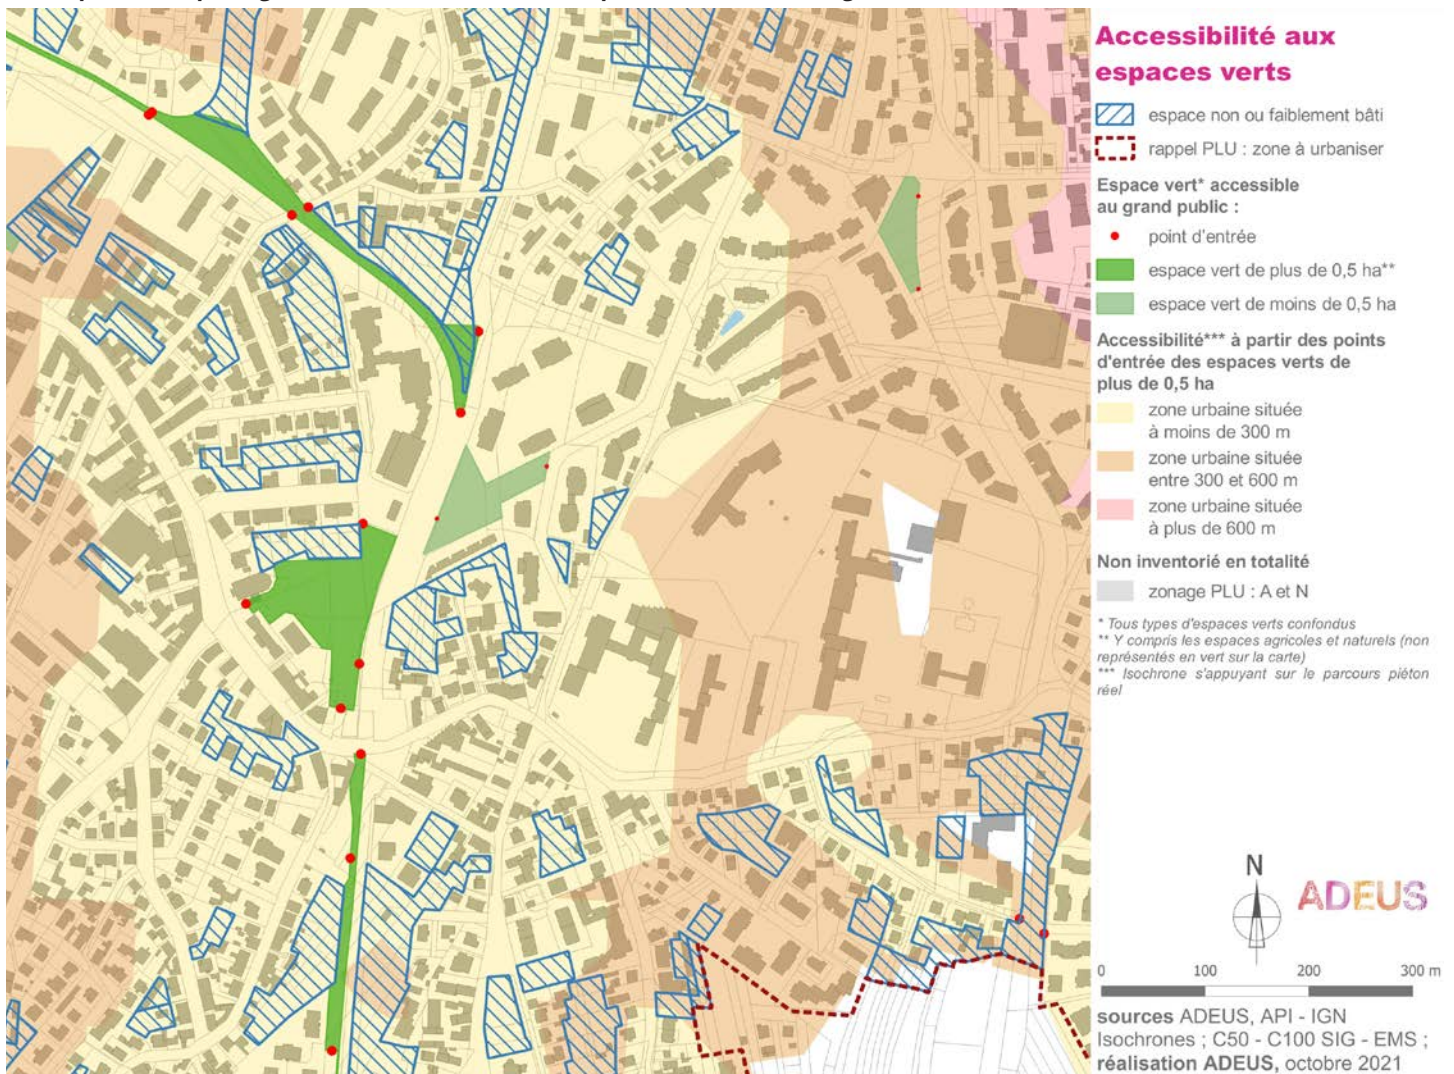 Accessibilité aux
espaces verts
espace non ou faiblement bâti
rappel PLU : zone à urbaniser
Espace vert* accessible
au grand public :
point d'entrée
espace vert de plus de 0,5 ha**
espace vert de moins de 0,5 ha
Accessibilité*** à partir des points
d'entrée des espaces verts de
plus de 0,5 ha
zone urbaine située
à moins de 300 m
zone urbaine située
entre 300 et 600 m
zone urbaine située
à plus de 600 m
Non inventorié en totalité
zonage PLU : A et N
* Tous types d'espaces verts confondus
** Y compris les espaces agricoles et naturels (non
représentés en vert sur la carte)
*** Isochrone s'appuyant sur le parcours piéton
réel
N
ADEUS
0 100 200 300 m
sources ADEUS, API - IGN
Isochrones ; C50 - C100 SIG - EMS ;
réalisation ADEUS, octobre 2021